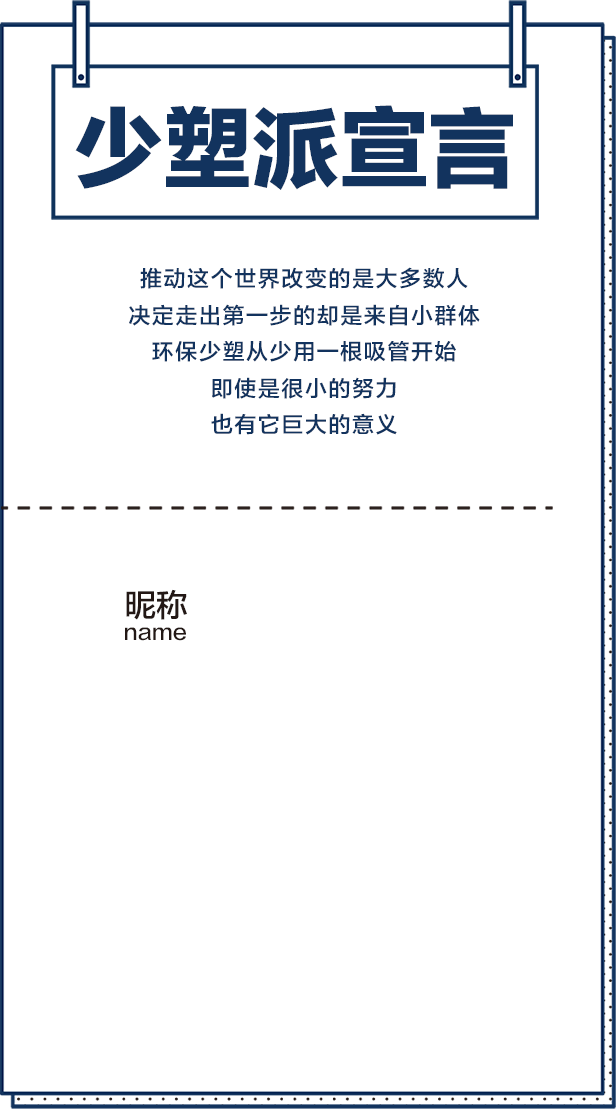 少塑派宣言
推动这个世界改变的是大多数人
决定走出第一步的却是来自小群体
环保少塑从少用一根吸管开始
即使是很小的努力
也有它巨大的意义
昵称
name